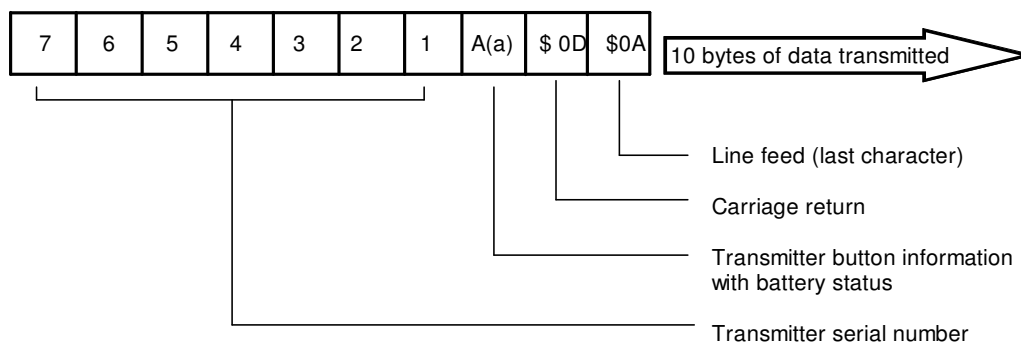 7 6 5 4 3 2 1 A(a) $ 0D $0A
10 bytes of data transmitted
Line feed (last character)
Carriage return
Transmitter button information
with battery status
Transmitter serial number